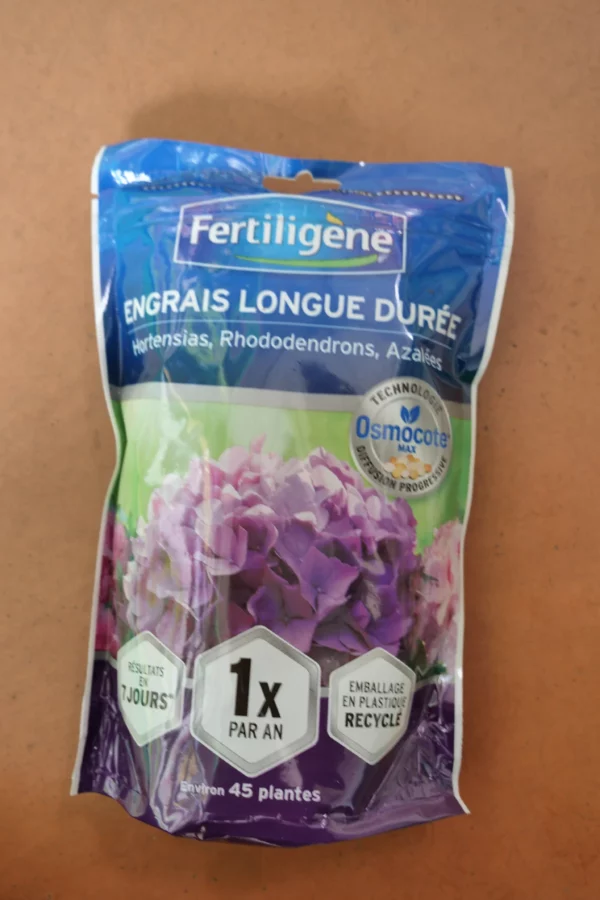 Fertiligène
ENGRAIS LONGUE DURÉE
Hortensias, Rhododendrons, Azalées
TECHNOLOGIE
Osmocote
MAX
DIFFUSION PROGRESSIVE
RÉSULTATS
EN
7 JOURS*
1x
PAR AN
EMBALLAGE
EN PLASTIQUE
RECYCLÉ
Environ 45 plantes